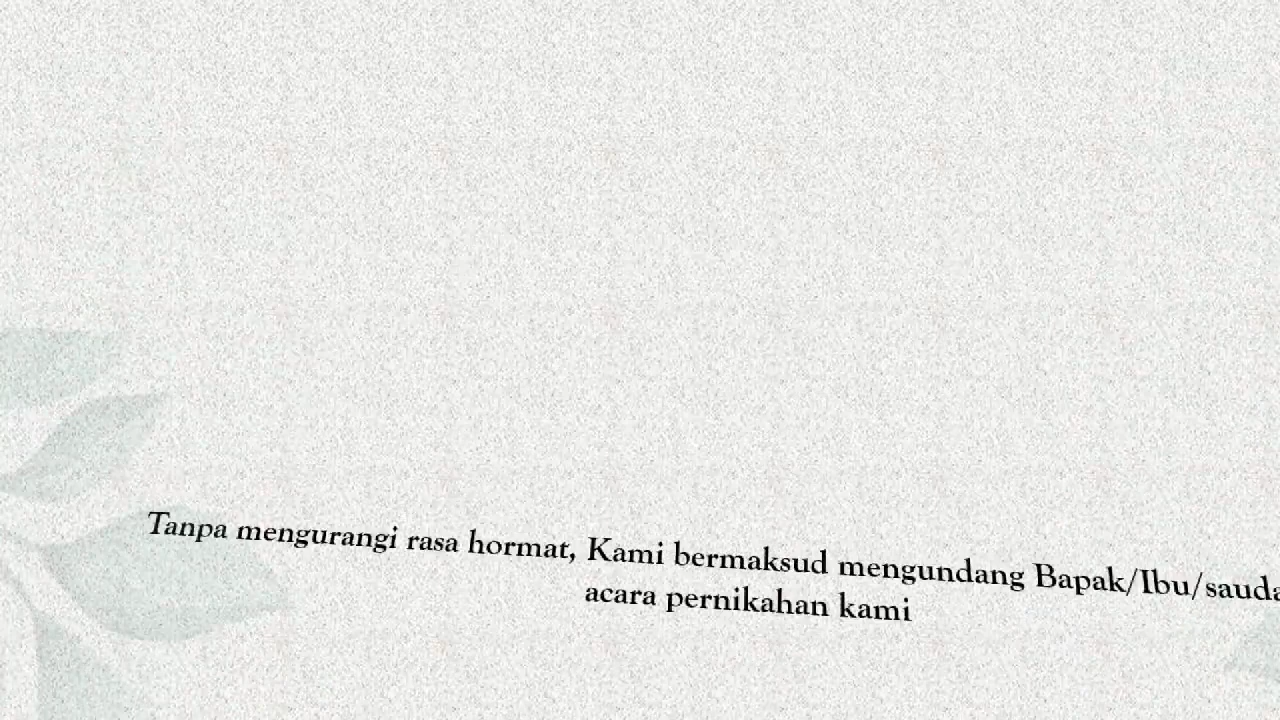 Tanpa mengurangi rasa hormat, Kami bermaksud mengundang Bapak/Ibu/sauda
acara pernikahan kami